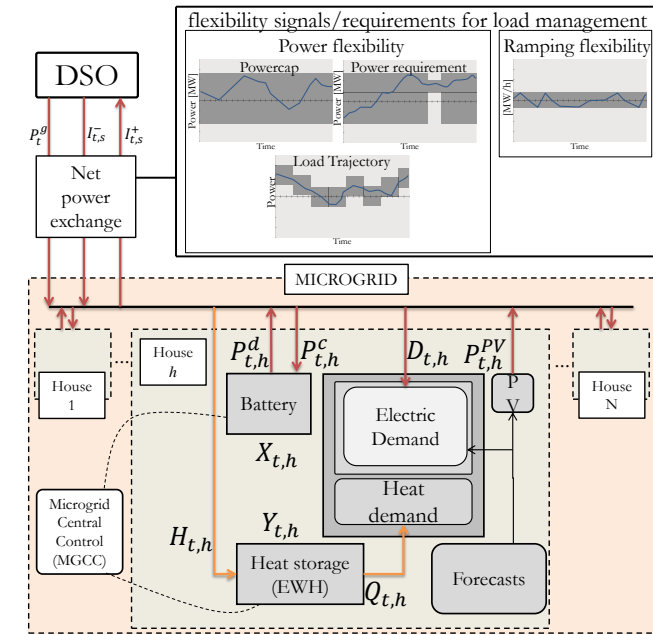 flexibility signals/requirements for load management
Power flexibility
Ramping flexibility
Powercap
Power requirement
Power [MW]
Power [MW]
[MW/h]
Time
Time
Time
Load Trajectory
Power
Time
DSO
P_t^g
I_{t,s}^-
I_{t,s}^+
Net
power
exchange
MICROGRID
House
1
...
House
h
P_{t,h}^d
P_{t,h}^c
D_{t,h}
P_{t,h}^{PV}
...
House
N
Battery
X_{t,h}
Electric
Demand
P
V
Heat
demand
Microgrid
Central
Control
(MGCC)
H_{t,h}
Y_{t,h}
Heat storage
(EWH)
Q_{t,h}
Forecasts